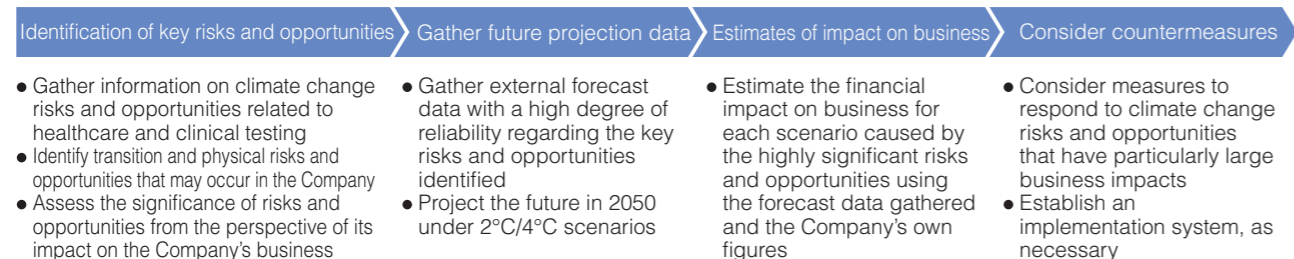 Identification of key risks and opportunities
Gather future projection data
Estimates of impact on business
Consider countermeasures
● Gather information on climate change
risks and opportunities related to
healthcare and clinical testing
● Identify transition and physical risks and
opportunities that may occur in the Company
● Assess the significance of risks and
opportunities from the perspective of its
impact on the Company's business
● Gather external forecast
data with a high degree of
reliability regarding the key
risks and opportunities
identified
● Project the future in 2050
under 2°C/4°C scenarios
● Estimate the financial
impact on business for
each scenario caused by
the highly significant risks
and opportunities using
the forecast data gathered
and the Company's own
figures
● Consider measures to
respond to climate change
risks and opportunities
that have particularly large
business impacts
● Establish an
implementation system, as
necessary